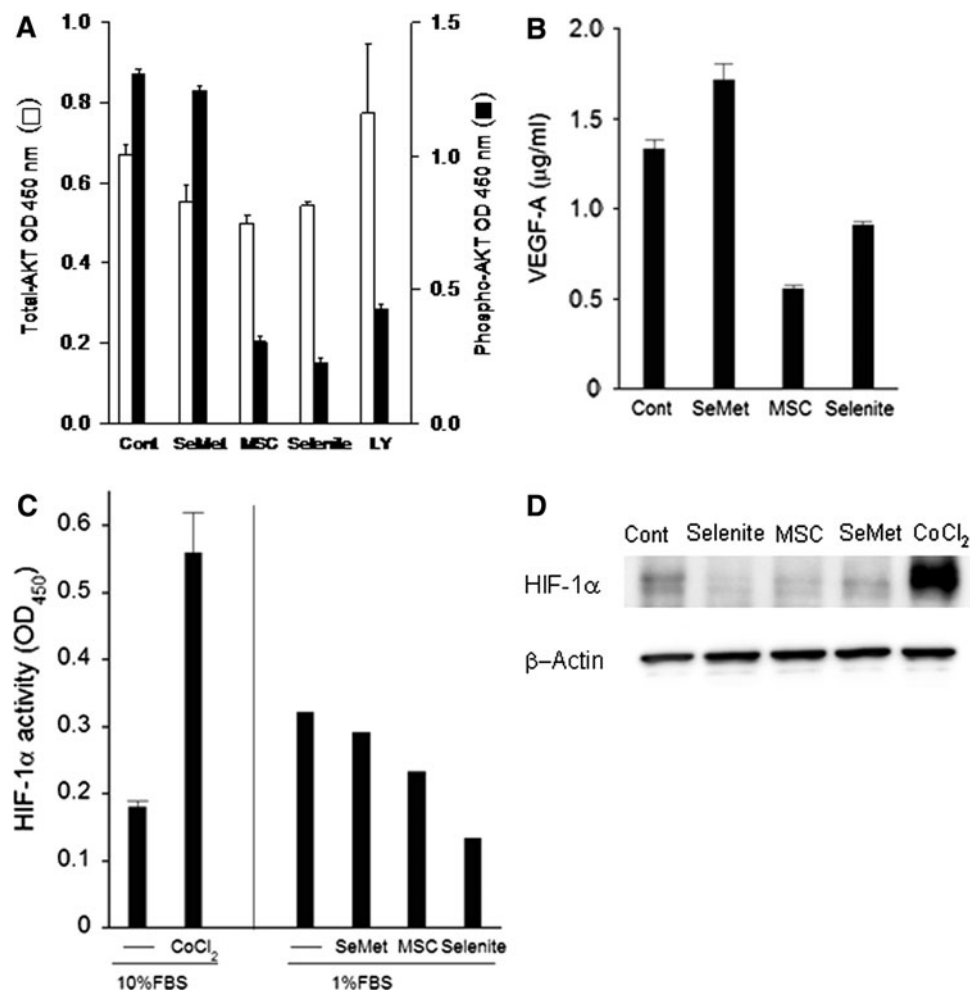 A
1.0
0.8
0.6
0.4
0.2
0.0
Total-AKT OD 450 nm (□)
1.5
1.0
0.5
0.0
Phospho-AKT OD 450 nm (■)
Cont SeMet MSC Selenite LY
B
2.0
1.5
1.0
0.5
0
VEGF-A (µg/ml)
Cont SeMet MSC Selenite
C
0.6
0.5
0.4
0.3
0.2
0.1
0
HIF-1α activity (OD450)
— CoCl2 — SeMet MSC Selenite
10%FBS 1%FBS
D
Cont Selenite MSC SeMet CoCl2
HIF-1α
β–Actin